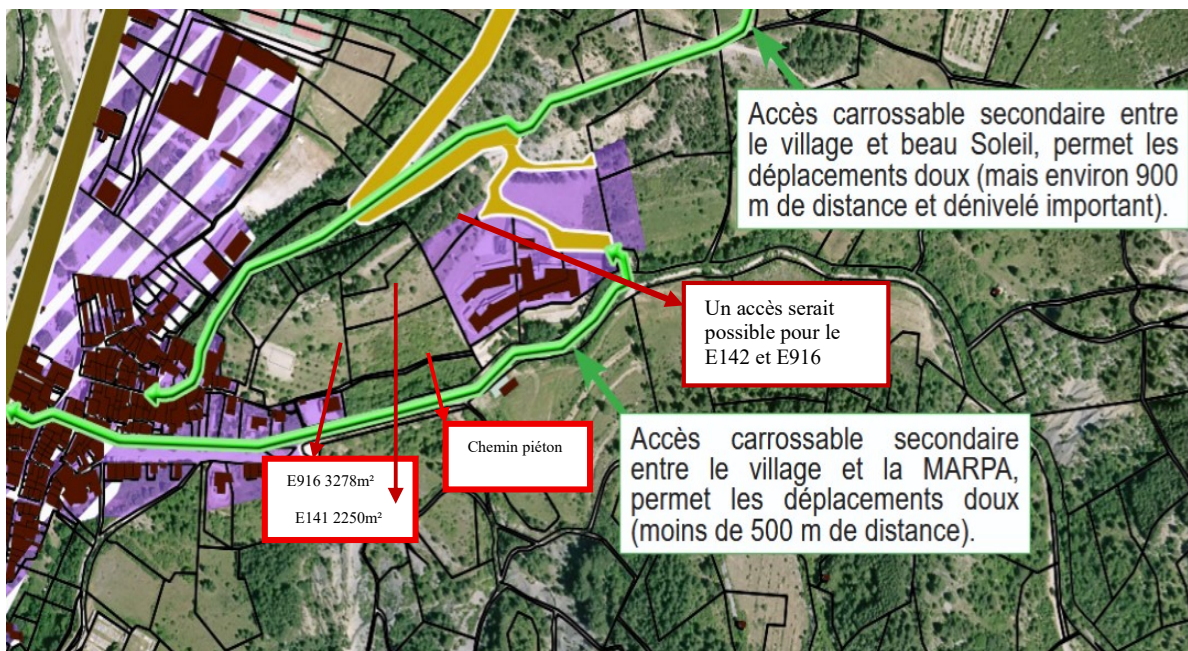 Accès carrossable secondaire entre
le village et beau Soleil, permet les
déplacements doux (mais environ 900
m de distance et dénivelé important).
Un accès serait
possible pour le
E142 et E916
Chemin piéton
E916 3278m²
E141 2250m²
Accès carrossable secondaire
entre le village et la MARPA,
permet les déplacements doux
(moins de 500 m de distance).